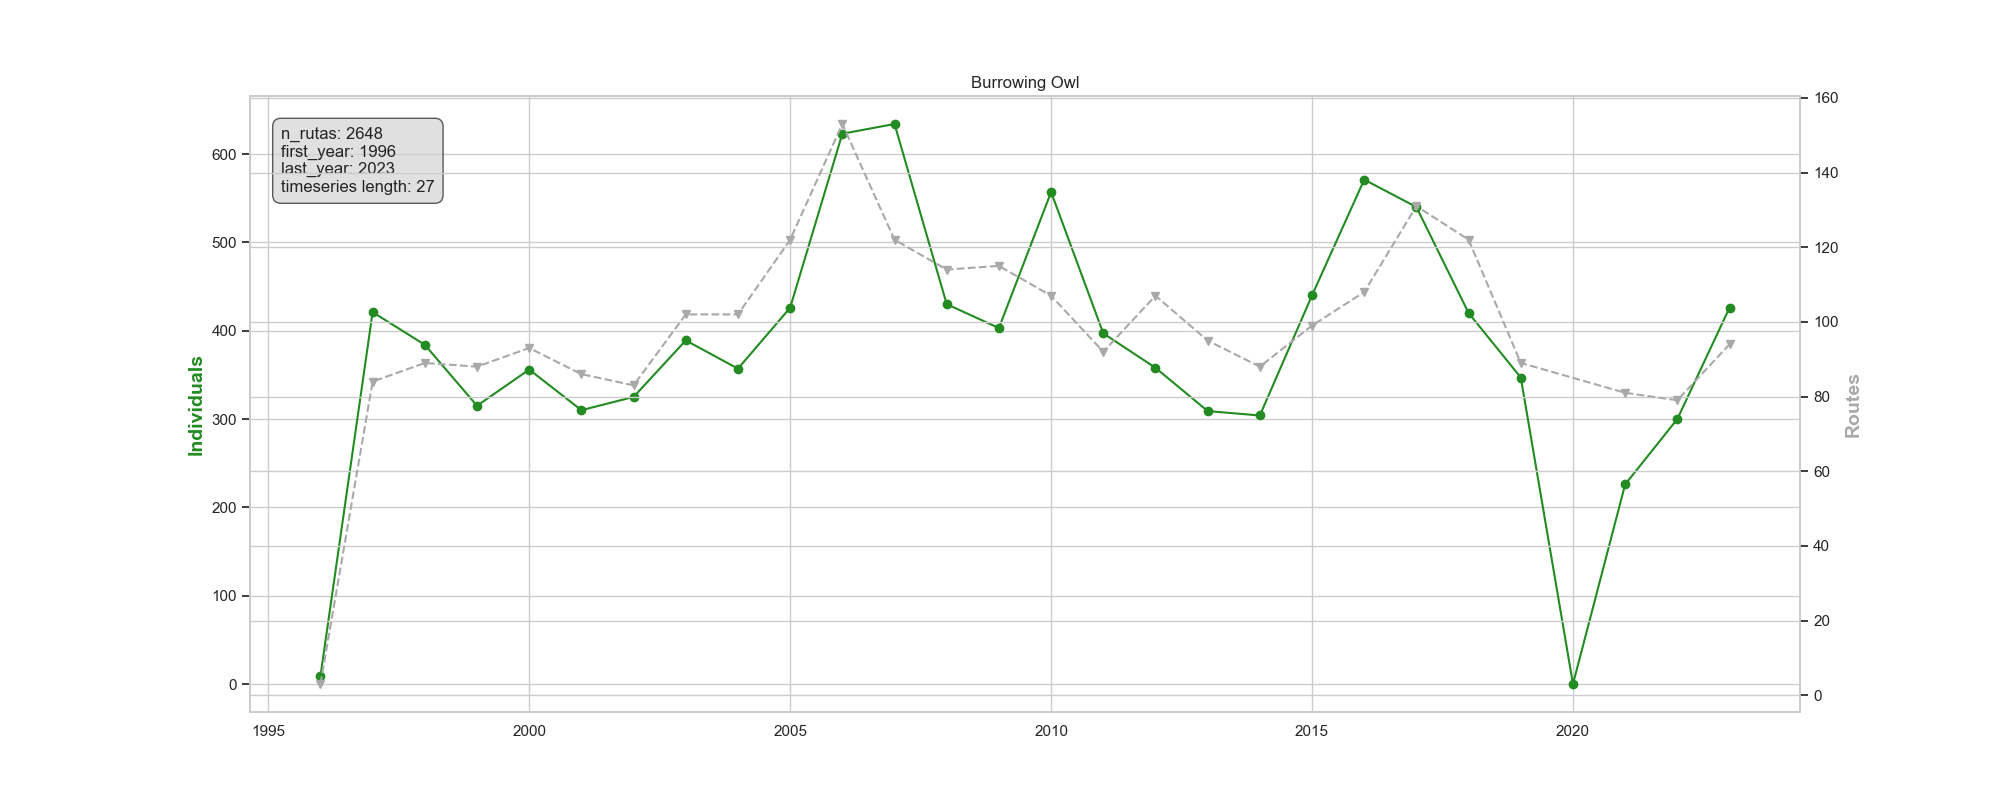 Burrowing Owl
n_rutas: 2648
first_year: 1996
last_year: 2023
timeseries length: 27
Individuals
600
500
400
300
200
100
0
160
140
120
100
80
60
40
20
0
Routes
1995 2000 2005 2010 2015 2020